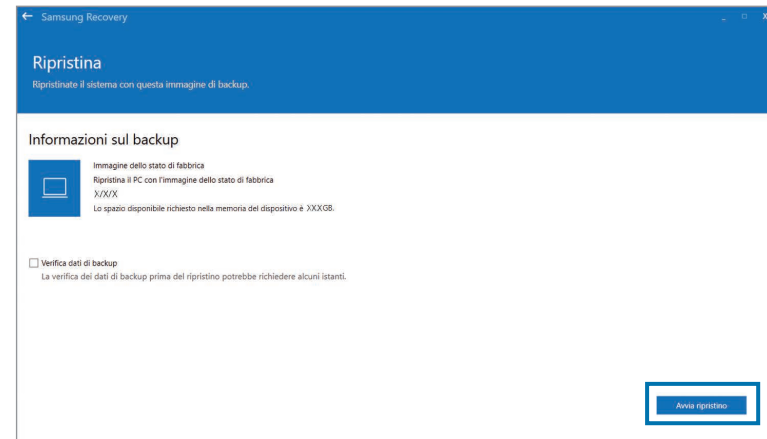 Samsung Recovery
Ripristina
Ripristinate il sistema con questa immagine di backup.
Informazioni sul backup
Immagine dello stato di fabbrica
Ripristina il PC con l'immagine dello stato di fabbrica
X/X/X
Lo spazio disponibile richiesto nella memoria del dispositivo è XXXGB.
Verifica dati di backup
La verifica dei dati di backup prima del ripristino potrebbe richiedere alcuni istanti.
Avvia ripristino